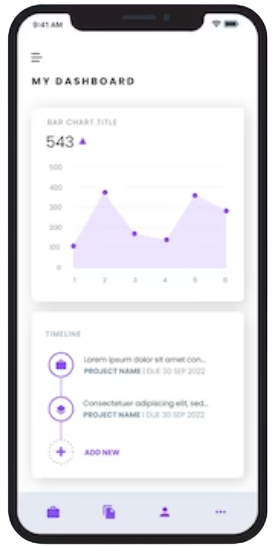 9:41 AM
MY DASHBOARD
BAR CHART TITLE
543
500
400
300
200
100
0
1 2 3 4 5 6
TIMELINE
Lorem ipsum dolor sit amet con...
PROJECT NAME | DUE 30 SEP 2022
Consectetuer adipiscing elit, sed...
PROJECT NAME | DUE 30 SEP 2022
ADD NEW